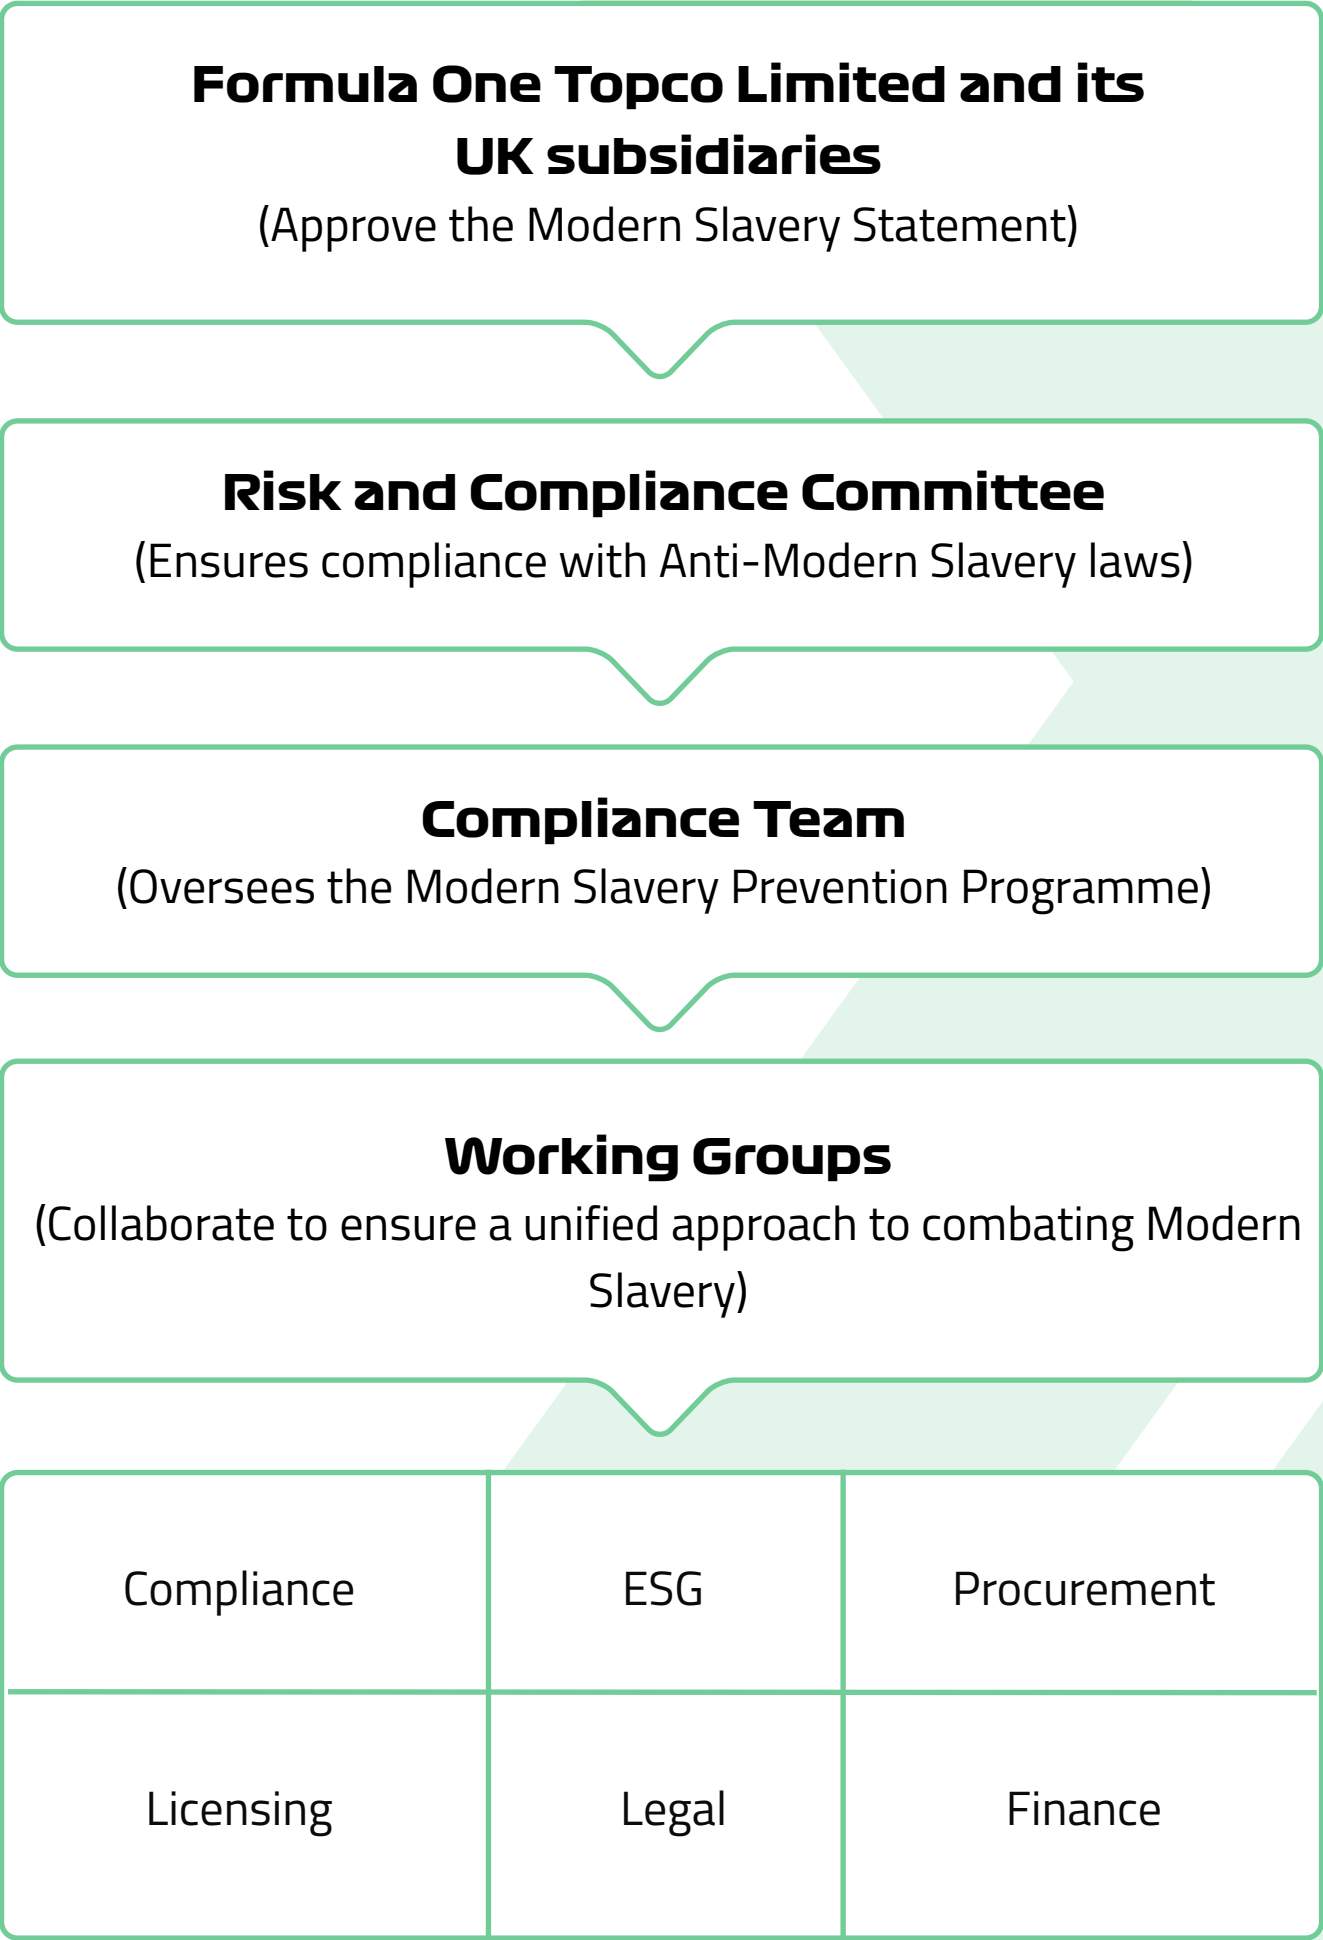 Formula One Topco Limited and its
UK subsidiaries
(Approve the Modern Slavery Statement)
Risk and Compliance Committee
(Ensures compliance with Anti-Modern Slavery laws)
Compliance Team
(Oversees the Modern Slavery Prevention Programme)
Working Groups
(Collaborate to ensure a unified approach to combating Modern
Slavery)
Compliance
ESG
Procurement
Licensing
Legal
Finance